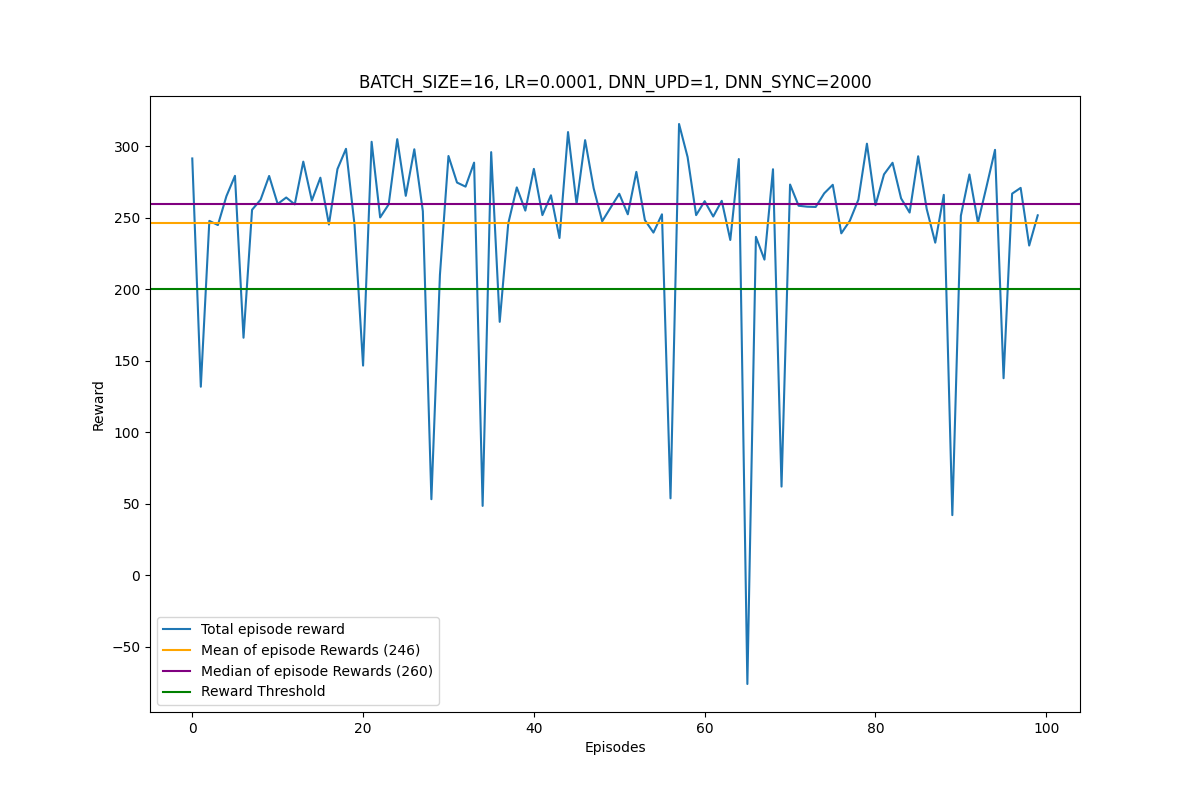 BATCH_SIZE=16, LR=0.0001, DNN_UPD=1, DNN_SYNC=2000
300
250
200
150
100
50
0
−50
Reward
Total episode reward
Mean of episode Rewards (246)
Median of episode Rewards (260)
Reward Threshold
0 20 40 60 80 100
Episodes